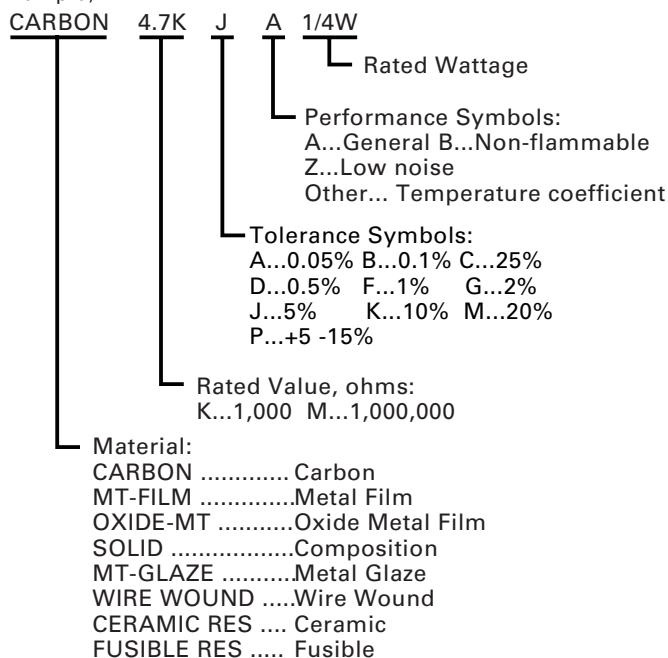 CARBON 4.7K J A 1/4W
Rated Wattage
Performance Symbols:
A...General B...Non-flammable
Z...Low noise
Other... Temperature coefficient
Tolerance Symbols:
A...0.05% B...0.1% C...25%
D...0.5% F...1% G...2%
J...5% K...10% M...20%
P...+5 -15%
Rated Value, ohms:
K...1,000 M...1,000,000
Material:
CARBON ............. Carbon
MT-FILM ..............Metal Film
OXIDE-MT ...........Oxide Metal Film
SOLID ..................Composition
MT-GLAZE ...........Metal Glaze
WIRE WOUND .....Wire Wound
CERAMIC RES .... Ceramic
FUSIBLE RES ..... Fusible